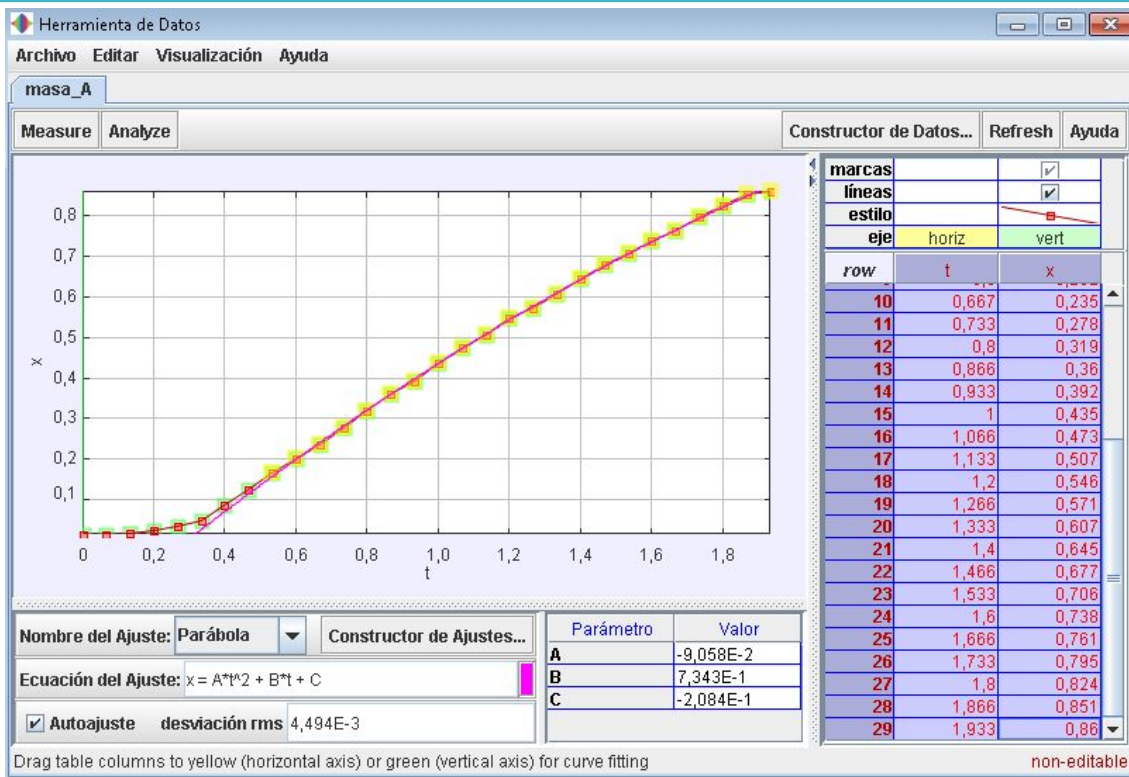 Herramienta de Datos
Archivo Editar Visualización Ayuda
masa_A
Measure Analyze Constructor de Datos... Refresh Ayuda
marcas
líneas
estilo
eje horiz vert
row t x
10 0,667 0,235
11 0,733 0,278
12 0,8 0,319
13 0,866 0,36
14 0,933 0,392
15 1 0,435
16 1,066 0,473
17 1,133 0,507
18 1,2 0,546
19 1,266 0,571
20 1,333 0,607
21 1,4 0,645
22 1,466 0,677
23 1,533 0,706
24 1,6 0,738
25 1,666 0,761
26 1,733 0,795
27 1,8 0,824
28 1,866 0,851
29 1,933 0,86
0,8
0,7
0,6
0,5
x
0,4
0,3
0,2
0,1
0 0,2 0,4 0,6 0,8 1,0 1,2 1,4 1,6 1,8
t
Nombre del Ajuste: Parábola Constructor de Ajustes...
Ecuación del Ajuste: x = A*t^2 + B*t + C
Autoajuste desviación rms 4,494E-3
Parámetro Valor
A -9,058E-2
B 7,343E-1
C -2,084E-1
Drag table columns to yellow (horizontal axis) or green (vertical axis) for curve fitting non-editable